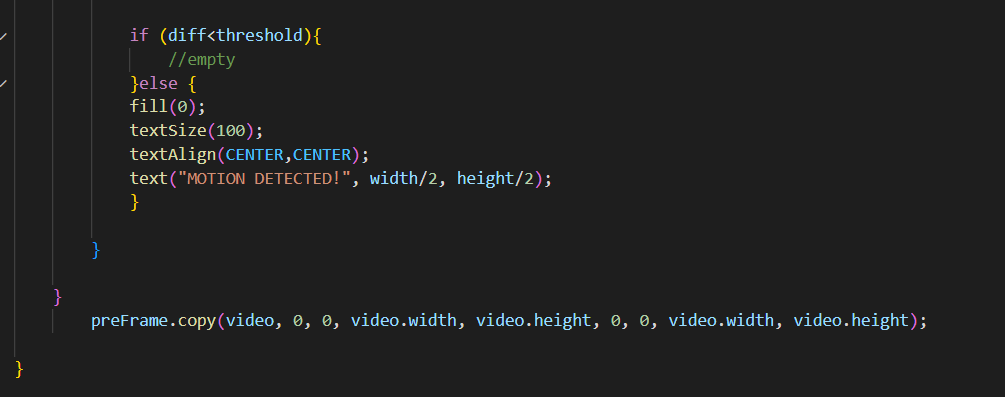 if (diff<threshold){
//empty
}else {
fill(0);
textSize(100);
textAlign(CENTER,CENTER);
text("MOTION DETECTED!", width/2, height/2);
}
}
}
preFrame.copy(video, 0, 0, video.width, video.height, 0, 0, video.width, video.height);
}